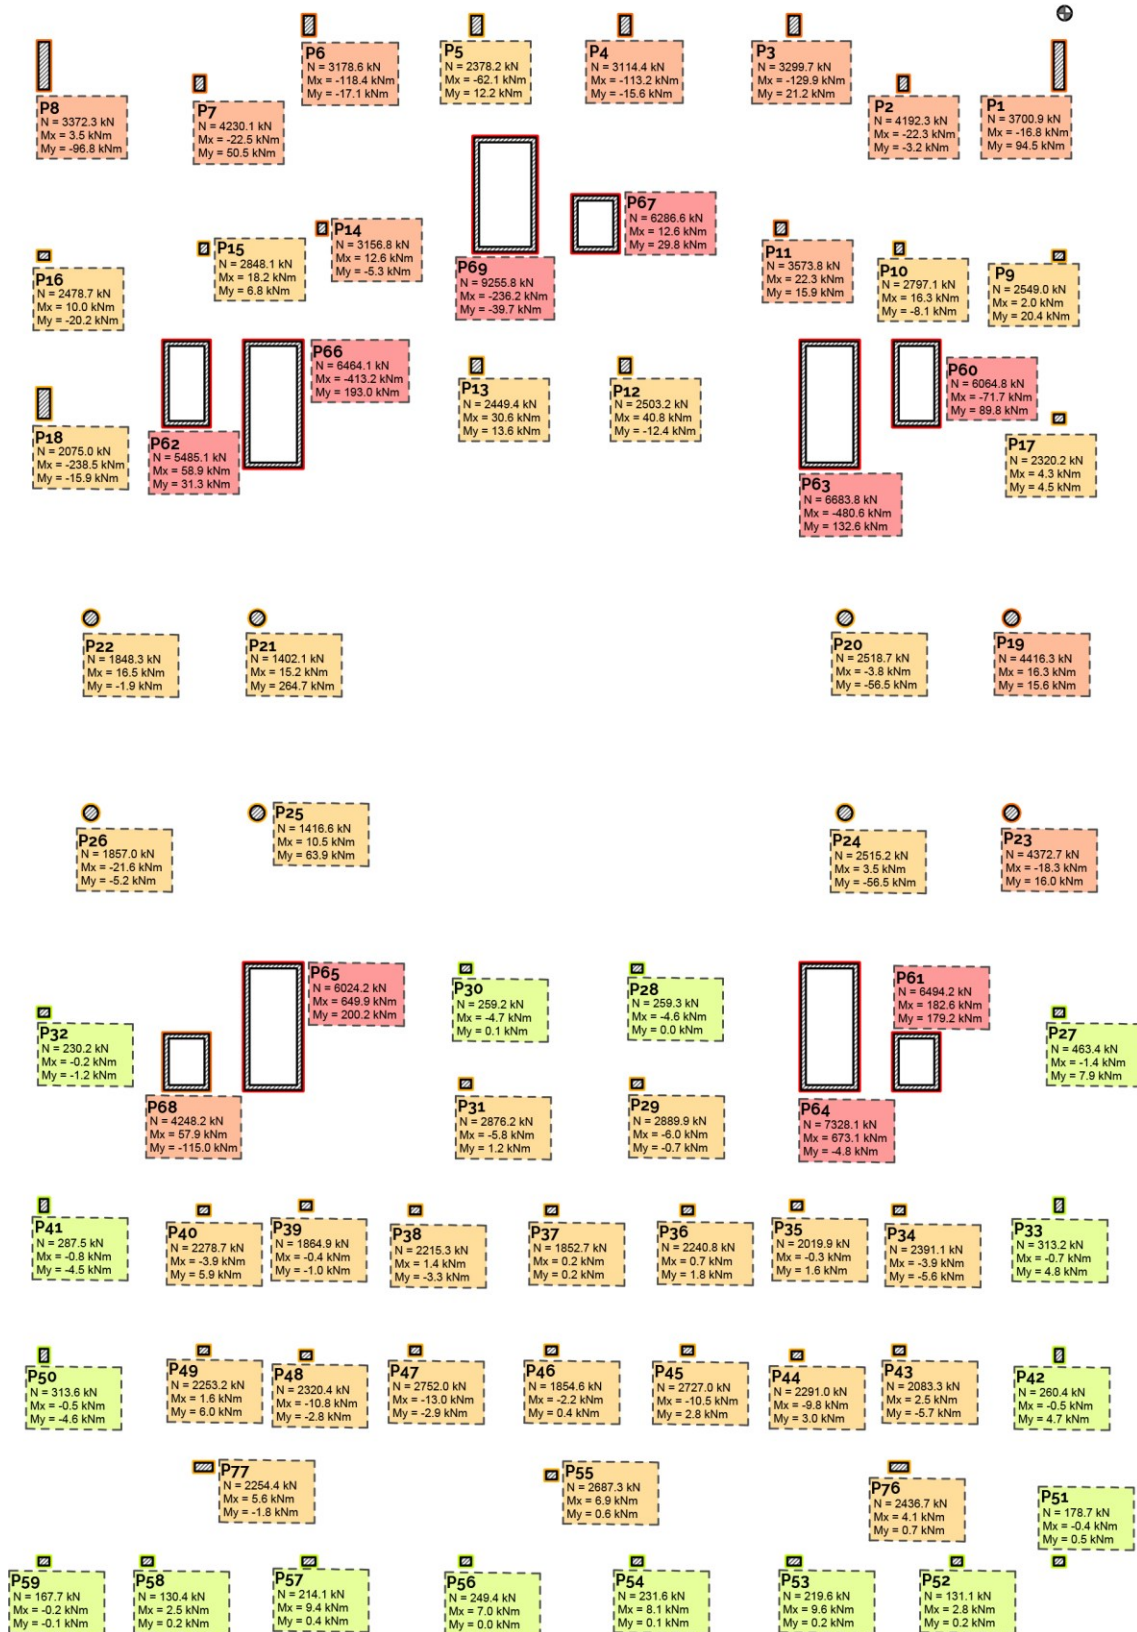 P6
N = 3178.6 kN
Mx = -118.4 kNm
My = -17.1 kNm
P5
N = 2378.2 kN
Mx = -62.1 kNm
My = 12.2 kNm
P4
N = 3114.4 kN
Mx = -113.2 kNm
My = -15.6 kNm
P3
N = 3299.7 kN
Mx = -129.9 kNm
My = 21.2 kNm
P8
N = 3372.3 kN
Mx = 3.5 kNm
My = -96.8 kNm
P7
N = 4230.1 kN
Mx = -22.5 kNm
My = 50.5 kNm
P2
N = 4192.3 kN
Mx = -22.3 kNm
My = -3.2 kNm
P1
N = 3700.9 kN
Mx = -16.8 kNm
My = 94.5 kNm
P67
N = 6286.6 kN
Mx = 12.6 kNm
My = 29.8 kNm
P14
N = 3156.8 kN
Mx = 12.6 kNm
My = -5.3 kNm
P15
N = 2848.1 kN
Mx = 18.2 kNm
My = 6.8 kNm
P11
N = 3573.8 kN
Mx = 22.3 kNm
My = 15.9 kNm
P69
N = 9255.8 kN
Mx = -236.2 kNm
My = -39.7 kNm
P10
N = 2797.1 kN
Mx = 16.3 kNm
My = -8.1 kNm
P9
N = 2549.0 kN
Mx = 2.0 kNm
My = 20.4 kNm
P16
N = 2478.7 kN
Mx = 10.0 kNm
My = -20.2 kNm
P66
N = 6464.1 kN
Mx = -413.2 kNm
My = 193.0 kNm
P13
N = 2449.4 kN
Mx = 30.6 kNm
My = 13.6 kNm
P12
N = 2503.2 kN
Mx = 40.8 kNm
My = -12.4 kNm
P60
N = 6064.8 kN
Mx = -71.7 kNm
My = 89.8 kNm
P18
N = 2075.0 kN
Mx = -238.5 kNm
My = -15.9 kNm
P62
N = 5485.1 kN
Mx = 58.9 kNm
My = 31.3 kNm
P17
N = 2320.2 kN
Mx = 4.3 kNm
My = 4.5 kNm
P63
N = 6683.8 kN
Mx = -480.6 kNm
My = 132.6 kNm
P22
N = 1848.3 kN
Mx = 16.5 kNm
My = -1.9 kNm
P21
N = 1402.1 kN
Mx = 15.2 kNm
My = 264.7 kNm
P20
N = 2518.7 kN
Mx = -3.8 kNm
My = -56.5 kNm
P19
N = 4416.3 kN
Mx = 16.3 kNm
My = 15.6 kNm
P26
N = 1857.0 kN
Mx = -21.6 kNm
My = -5.2 kNm
P25
N = 1416.6 kN
Mx = 10.5 kNm
My = 63.9 kNm
P24
N = 2515.2 kN
Mx = 3.5 kNm
My = -56.5 kNm
P23
N = 4372.7 kN
Mx = -18.3 kNm
My = 16.0 kNm
P65
N = 6024.2 kN
Mx = 649.9 kNm
My = 200.2 kNm
P30
N = 259.2 kN
Mx = -4.7 kNm
My = 0.1 kNm
P28
N = 259.3 kN
Mx = -4.6 kNm
My = 0.0 kNm
P61
N = 6494.2 kN
Mx = 182.6 kNm
My = 179.2 kNm
P32
N = 230.2 kN
Mx = -0.2 kNm
My = -1.2 kNm
P27
N = 463.4 kN
Mx = -1.4 kNm
My = 7.9 kNm
P68
N = 4248.2 kN
Mx = 57.9 kNm
My = -115.0 kNm
P31
N = 2876.2 kN
Mx = -5.8 kNm
My = 1.2 kNm
P29
N = 2889.9 kN
Mx = -6.0 kNm
My = -0.7 kNm
P64
N = 7328.1 kN
Mx = 673.1 kNm
My = -4.8 kNm
P41
N = 287.5 kN
Mx = -0.8 kNm
My = -4.5 kNm
P40
N = 2278.7 kN
Mx = -3.9 kNm
My = 5.9 kNm
P39
N = 1864.9 kN
Mx = -0.4 kNm
My = -1.0 kNm
P38
N = 2215.3 kN
Mx = 1.4 kNm
My = -3.3 kNm
P37
N = 1852.7 kN
Mx = 0.2 kNm
My = 0.2 kNm
P36
N = 2240.8 kN
Mx = 0.7 kNm
My = 1.8 kNm
P35
N = 2019.9 kN
Mx = -0.3 kNm
My = 1.6 kNm
P34
N = 2391.1 kN
Mx = -3.9 kNm
My = -5.6 kNm
P33
N = 313.2 kN
Mx = -0.7 kNm
My = 4.8 kNm
P50
N = 313.6 kN
Mx = -0.5 kNm
My = -4.6 kNm
P49
N = 2253.2 kN
Mx = 1.6 kNm
My = 6.0 kNm
P48
N = 2320.4 kN
Mx = -10.8 kNm
My = -2.8 kNm
P47
N = 2752.0 kN
Mx = -13.0 kNm
My = -2.9 kNm
P46
N = 1854.6 kN
Mx = -2.2 kNm
My = 0.4 kNm
P45
N = 2727.0 kN
Mx = -10.5 kNm
My = 2.8 kNm
P44
N = 2291.0 kN
Mx = -9.8 kNm
My = 3.0 kNm
P43
N = 2083.3 kN
Mx = 2.5 kNm
My = -5.7 kNm
P42
N = 260.4 kN
Mx = -0.5 kNm
My = 4.7 kNm
P77
N = 2254.4 kN
Mx = 5.6 kNm
My = -1.8 kNm
P55
N = 2687.3 kN
Mx = 6.9 kNm
My = 0.6 kNm
P76
N = 2436.7 kN
Mx = 4.1 kNm
My = 0.7 kNm
P51
N = 178.7 kN
Mx = -0.4 kNm
My = 0.5 kNm
P59
N = 167.7 kN
Mx = -0.2 kNm
My = -0.1 kNm
P58
N = 130.4 kN
Mx = 2.5 kNm
My = 0.2 kNm
P57
N = 214.1 kN
Mx = 9.4 kNm
My = 0.4 kNm
P56
N = 249.4 kN
Mx = 7.0 kNm
My = 0.0 kNm
P54
N = 231.6 kN
Mx = 8.1 kNm
My = 0.1 kNm
P53
N = 219.6 kN
Mx = 9.6 kNm
My = 0.2 kNm
P52
N = 131.1 kN
Mx = 2.8 kNm
My = 0.2 kNm